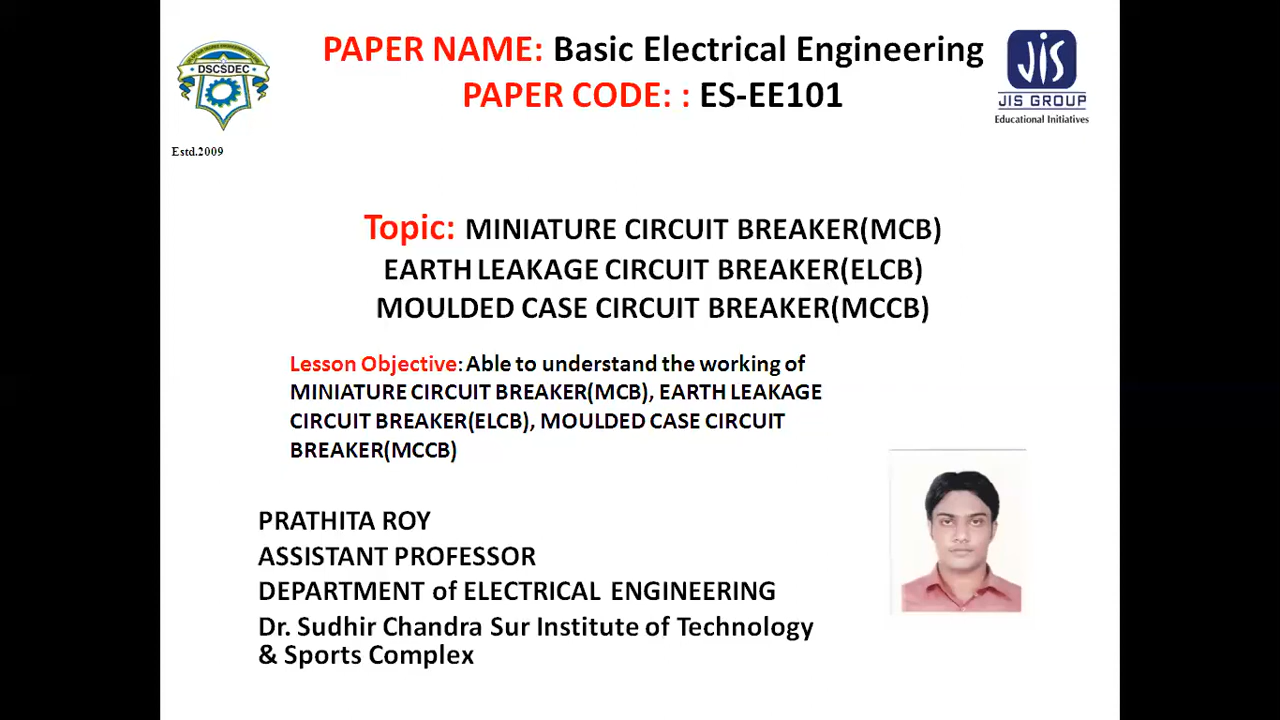 PAPER NAME: Basic Electrical Engineering
PAPER CODE: : ES-EE101
DSCSDEC
Estd.2009
JIS
JIS GROUP
Educational Initiatives
Topic: MINIATURE CIRCUIT BREAKER(MCB)
EARTH LEAKAGE CIRCUIT BREAKER(ELCB)
MOULDED CASE CIRCUIT BREAKER(MCCB)
Lesson Objective: Able to understand the working of
MINIATURE CIRCUIT BREAKER(MCB), EARTH LEAKAGE
CIRCUIT BREAKER(ELCB), MOULDED CASE CIRCUIT
BREAKER(MCCB)
PRATHITA ROY
ASSISTANT PROFESSOR
DEPARTMENT of ELECTRICAL ENGINEERING
Dr. Sudhir Chandra Sur Institute of Technology
& Sports Complex